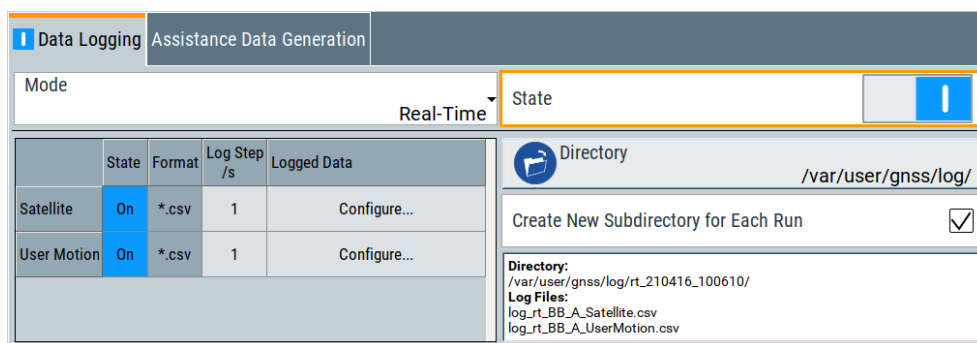 Data Logging Assistance Data Generation
Mode
Real-Time
State
State Format Log Step /s Logged Data
Satellite On *.csv 1 Configure...
User Motion On *.csv 1 Configure...
Directory
/var/user/gnss/log/
Create New Subdirectory for Each Run
Directory:
/var/user/gnss/log/rt_210416_100610/
Log Files:
log_rt_BB_A_Satellite.csv
log_rt_BB_A_UserMotion.csv